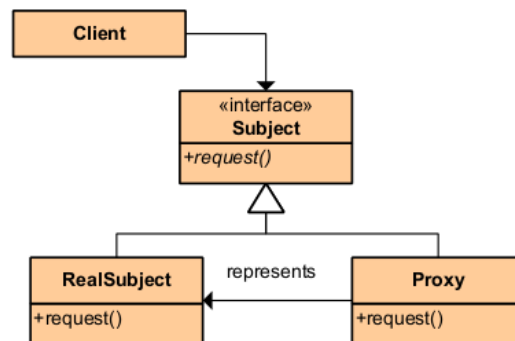 Client
«interface»
Subject
+request()
represents
RealSubject
+request()
Proxy
+request()